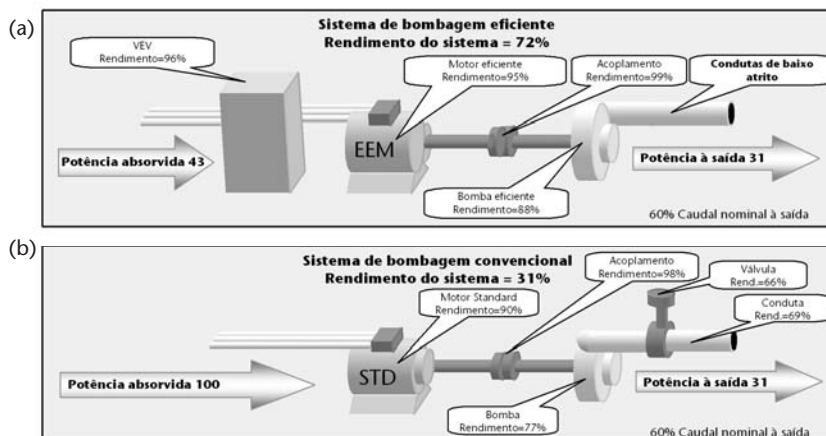 (a)
Sistema de bombagem eficiente
Rendimento do sistema = 72%
VEV
Rendimento=96%
Motor eficiente
Rendimento=95%
Acoplamento
Rendimento=99%
Condutas de baixo
atrito
Potência absorvida 43
EEM
Potência à saída 31
Bomba eficiente
Rendimento=88%
60% Caudal nominal à saída
(b)
Sistema de bombagem convencional
Rendimento do sistema = 31%
Acoplamento
Rendimento=98%
Válvula
Rend.=66%
Motor Standard
Rendimento=90%
Conduta
Rend.=69%
Potência absorvida 100
STD
Potência à saída 31
Bomba
Rendimento=77%
60% Caudal nominal à saída